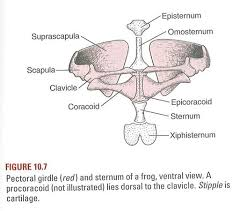 Episternum
Omosternum
Suprascapula
Scapula
Clavicle
Coracoid
Epicoracoid
Sternum
Xiphisternum
FIGURE 10.7
Pectoral girdle (red) and sternum of a frog, ventral view. A
procoracoid (not illustrated) lies dorsal to the clavicle. Stipple is
cartilage.